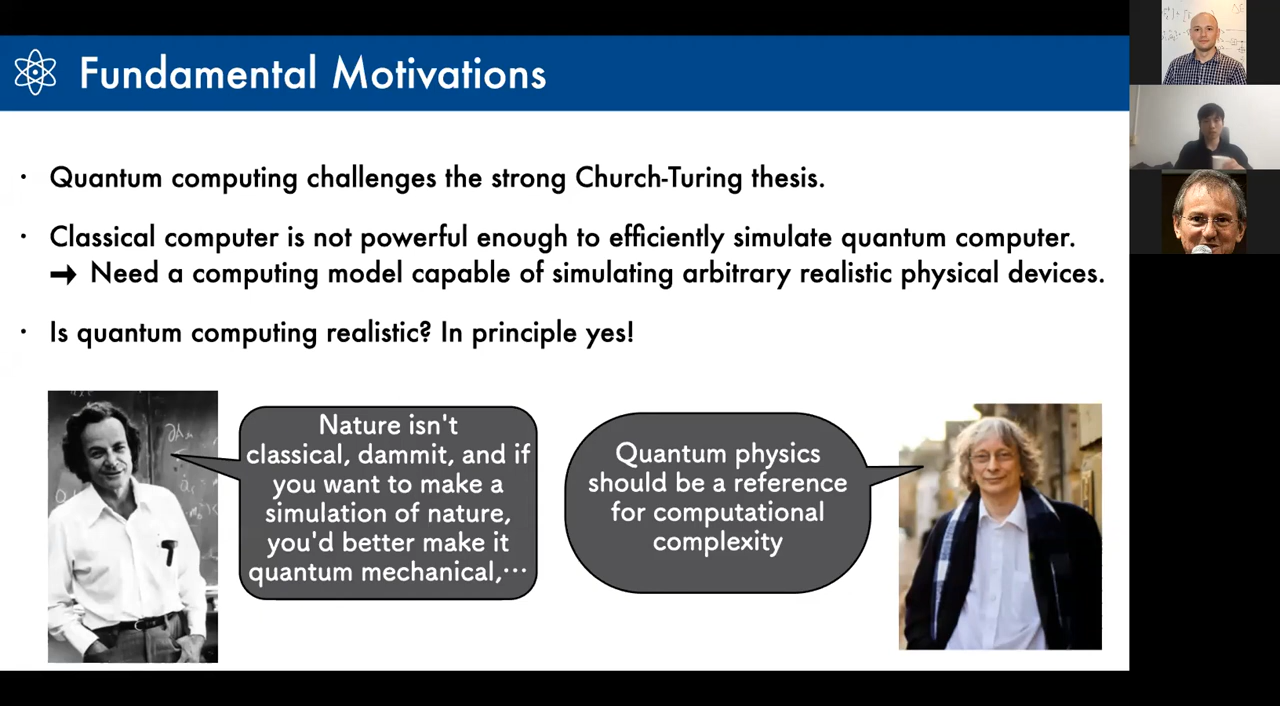 Fundamental Motivations
· Quantum computing challenges the strong Church-Turing thesis.
· Classical computer is not powerful enough to efficiently simulate quantum computer.
➞ Need a computing model capable of simulating arbitrary realistic physical devices.
· Is quantum computing realistic? In principle yes!
Nature isn't
classical, dammit, and if
you want to make a
simulation of nature,
you'd better make it
quantum mechanical,⋯
Quantum physics
should be a reference
for computational
complexity